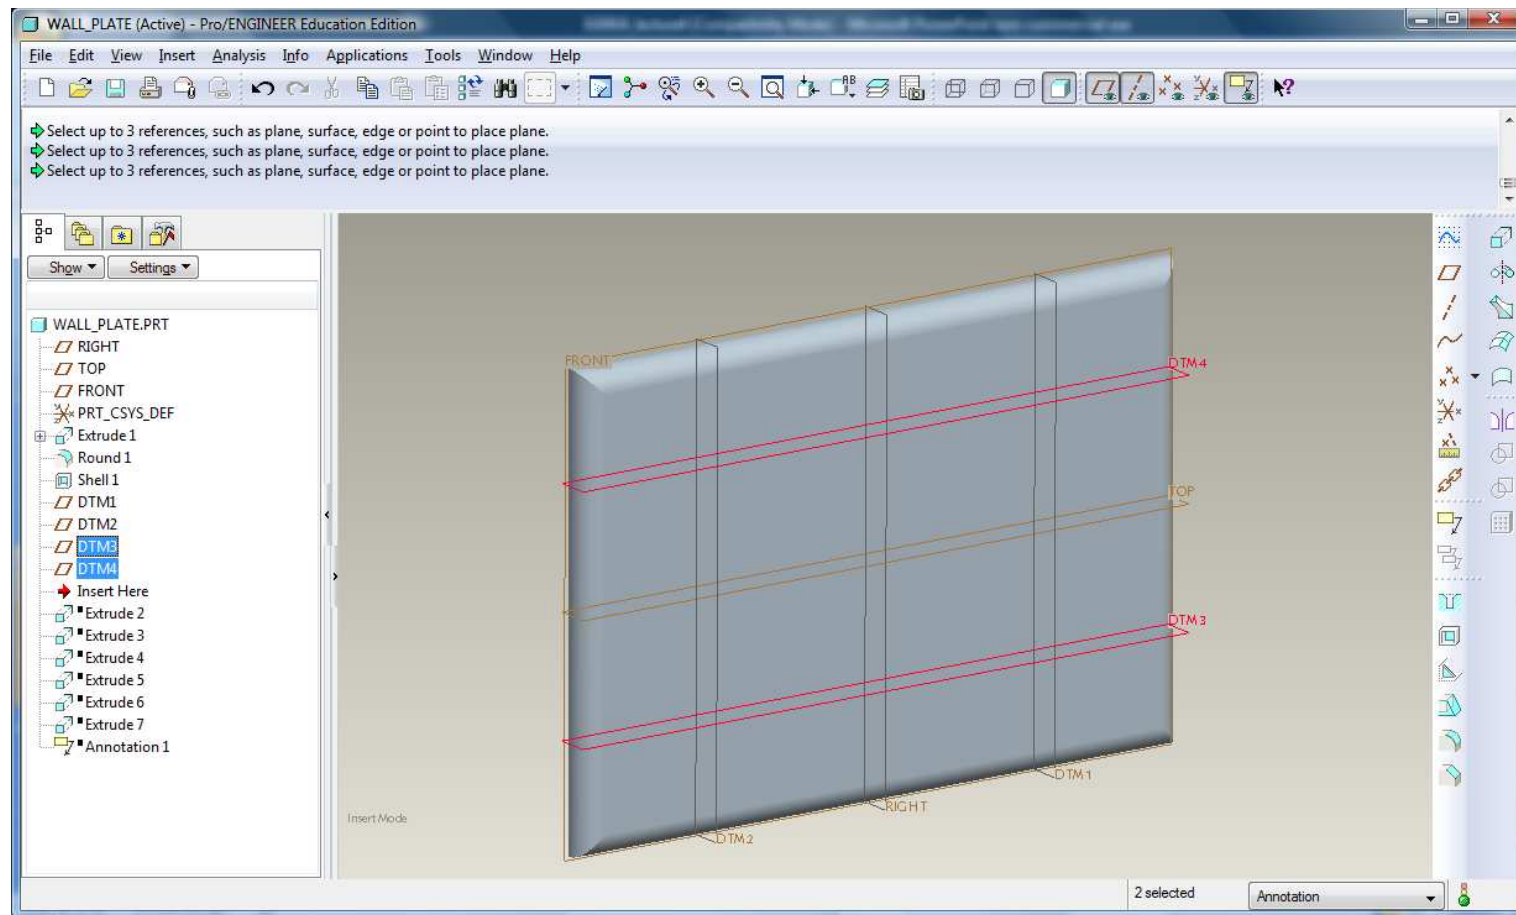 WALL_PLATE (Active) - Pro/ENGINEER Education Edition
File Edit View Insert Analysis Info Applications Tools Window Help
Select up to 3 references, such as plane, surface, edge or point to place plane.
Select up to 3 references, such as plane, surface, edge or point to place plane.
Select up to 3 references, such as plane, surface, edge or point to place plane.
Show Settings
WALL_PLATE.PRT
RIGHT
TOP
FRONT
PRT_CSYS_DEF
Extrude 1
Round 1
Shell 1
DTM1
DTM2
DTM3
DTM4
Insert Here
Extrude 2
Extrude 3
Extrude 4
Extrude 5
Extrude 6
Extrude 7
Annotation 1
FRONT
DTM4
TOP
DTM3
DTM1
RIGHT
DTM2
Insert Mode
2 selected
Annotation